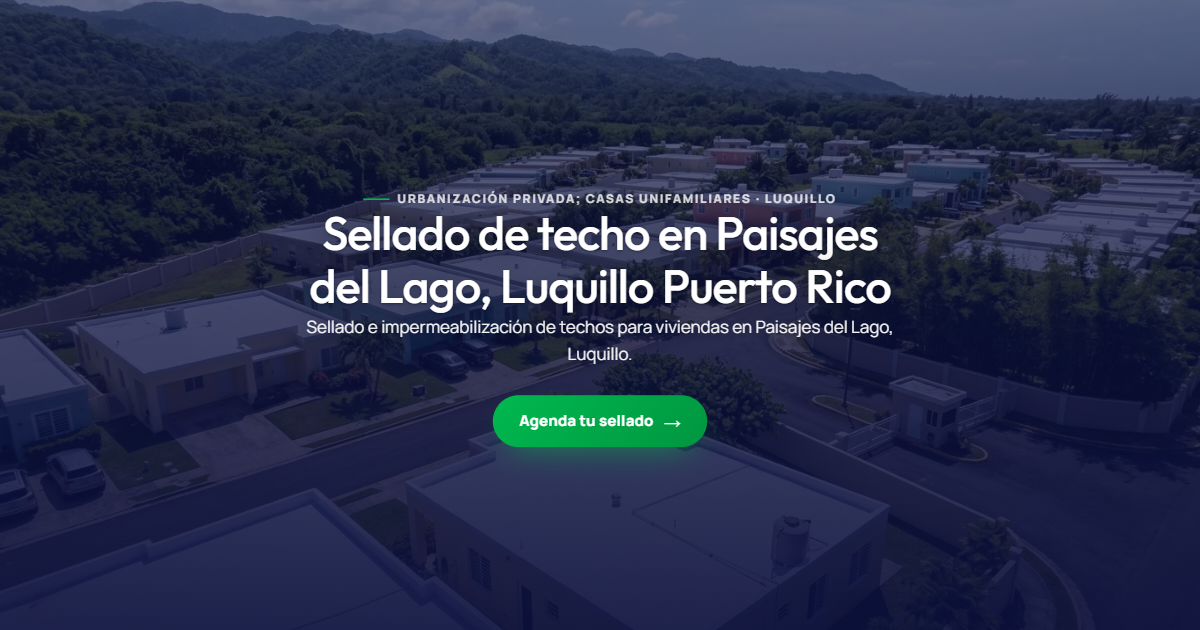 URBANIZACIÓN PRIVADA; CASAS UNIFAMILIARES · LUQUILLO
Sellado de techo en Paisajes
del Lago, Luquillo Puerto Rico
Sellado e impermeabilización de techos para viviendas en Paisajes del Lago,
Luquillo.
Agenda tu sellado →